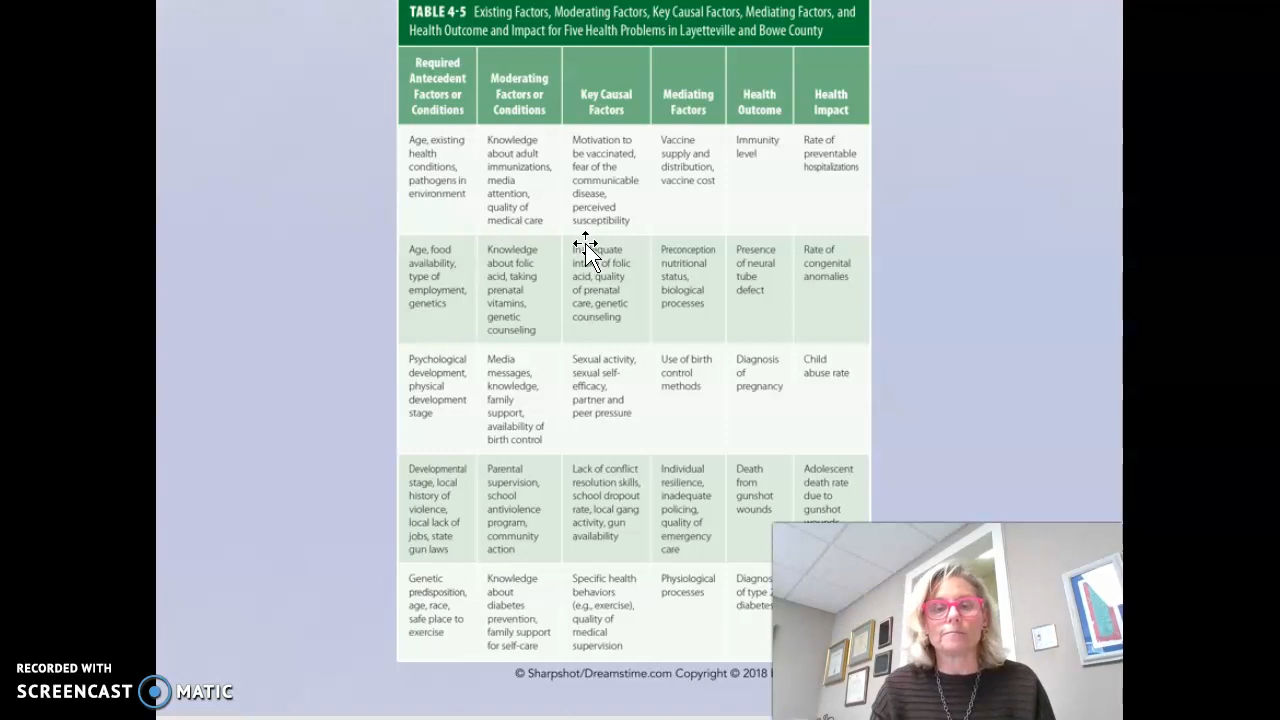 TABLE 4-5 Existing Factors, Moderating Factors, Key Causal Factors, Mediating Factors, and
Health Outcome and Impact for Five Health Problems in Layetteville and Bowe County
Required
Antecedent
Factors or
Conditions
Moderating
Factors or
Conditions
Key Causal
Factors
Mediating
Factors
Health
Outcome
Health
Impact
Age, existing
health
conditions,
pathogens in
environment
Knowledge
about adult
immunizations,
media
attention,
quality of
medical care
Motivation to
be vaccinated,
fear of the
communicable
disease,
perceived
susceptibility
Vaccine
supply and
distribution,
vaccine cost
Immunity
level
Rate of
preventable
hospitalizations
Age, food
availability,
type of
employment,
genetics
Knowledge
about folic
acid, taking
prenatal
vitamins,
genetic
counseling
of folic
acid, quality
of prenatal
care, genetic
counseling
Preconception
nutritional
status,
biological
processes
Presence
of neural
tube
defect
Rate of
congenital
anomalies
Psychological
development,
physical
development
stage
Media
messages,
knowledge,
family
support,
availability of
birth control
Sexual activity,
sexual self-
efficacy,
partner and
peer pressure
Use of birth
control
methods
Diagnosis
of
pregnancy
Child
abuse rate
Developmental
stage, local
history of
violence,
local lack of
jobs, state
gun laws
Parental
supervision,
school
antiviolence
program,
community
action
Lack of conflict
resolution skills,
school dropout
rate, local gang
activity, gun
availability
Individual
resilience,
inadequate
policing,
quality of
emergency
care
Death
from
gunshot
wounds
Adolescent
death rate
due to
gunshot
wounds
Genetic
predisposition,
age, race,
safe place to
exercise
Knowledge
about
diabetes
prevention,
family support
for self-care
Specific health
behaviors
(e.g., exercise),
quality of
medical
supervision
Physiological
processes
of type
diabetes
© Sharpshot/Dreamstime.com Copyright © 2018
RECORDED WITH
SCREENCAST MATIC